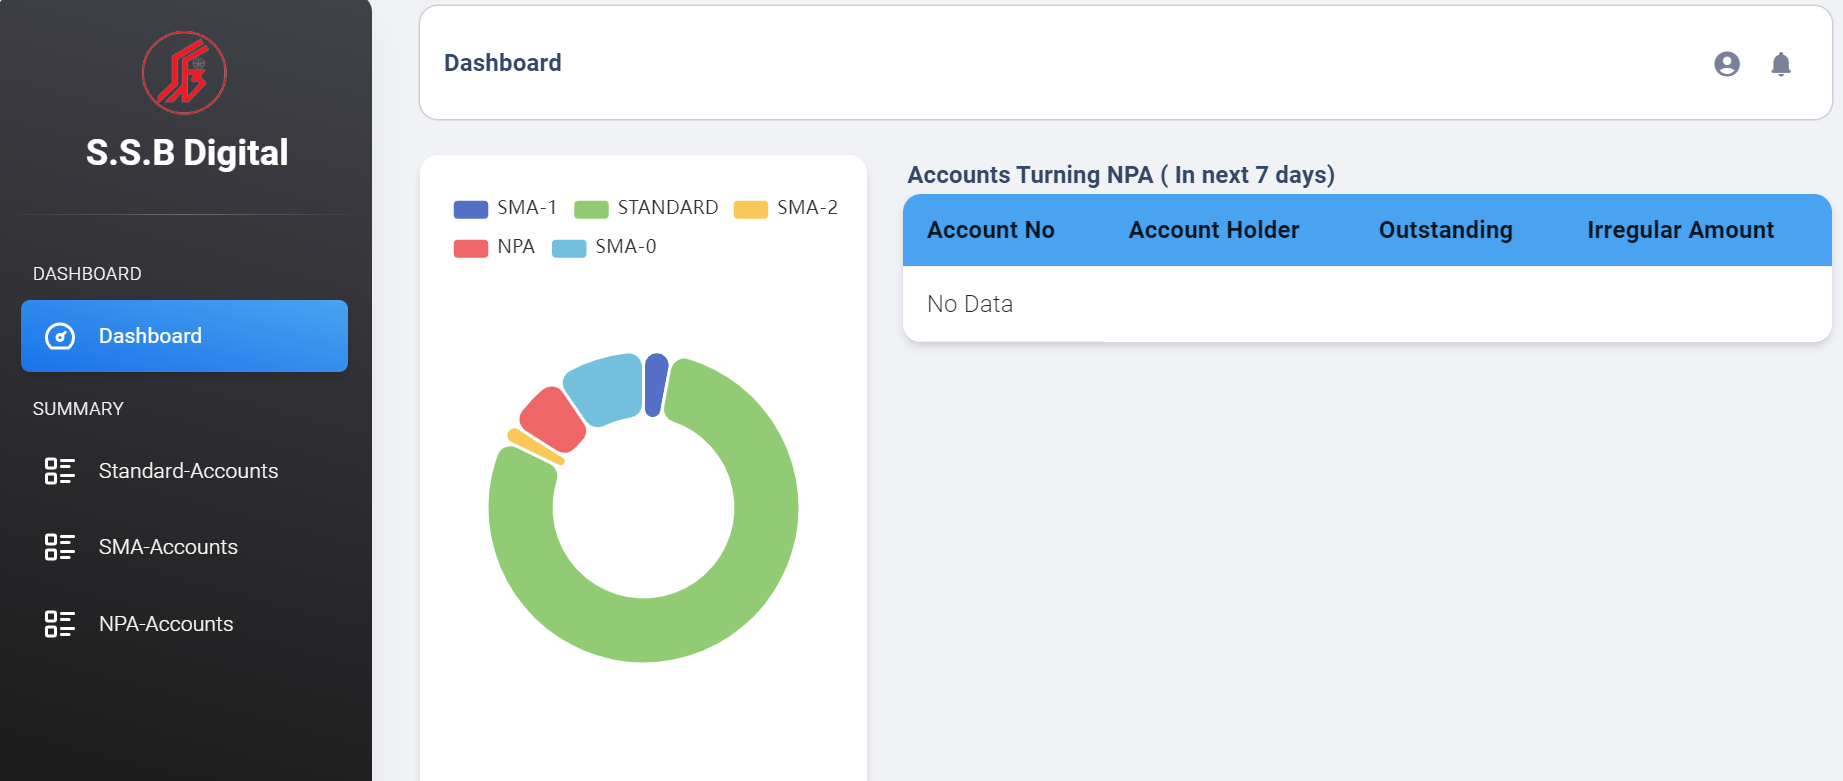 S.S.B Digital
DASHBOARD
Dashboard
SUMMARY
Standard-Accounts
SMA-Accounts
NPA-Accounts
Dashboard
SMA-1 STANDARD SMA-2
NPA SMA-0
Accounts Turning NPA ( In next 7 days)
Account No Account Holder Outstanding Irregular Amount
No Data